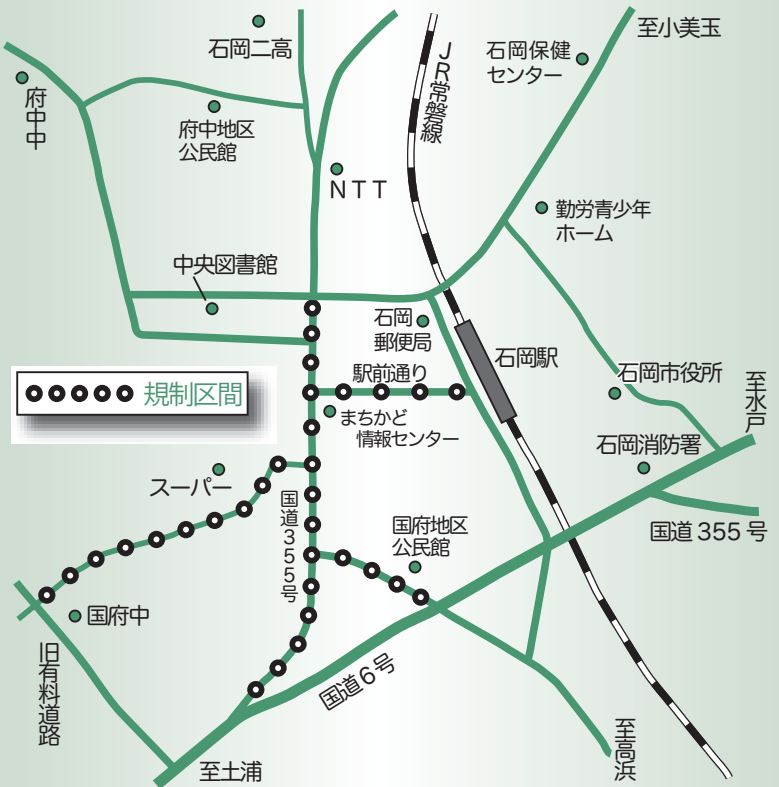 石岡二高
至小美玉
石岡保健
センター
JR常磐線
府中中
府中地区
公民館
NTT
勤労青少年
ホーム
中央図書館
石岡
郵便局
石岡駅
駅前通り
規制区間
石岡市役所
至水戸
まちかど
情報センター
石岡消防署
スーパー
国道355号
国府地区
公民館
国道355号
国府中
旧有料道路
国道6号
至高浜
至土浦